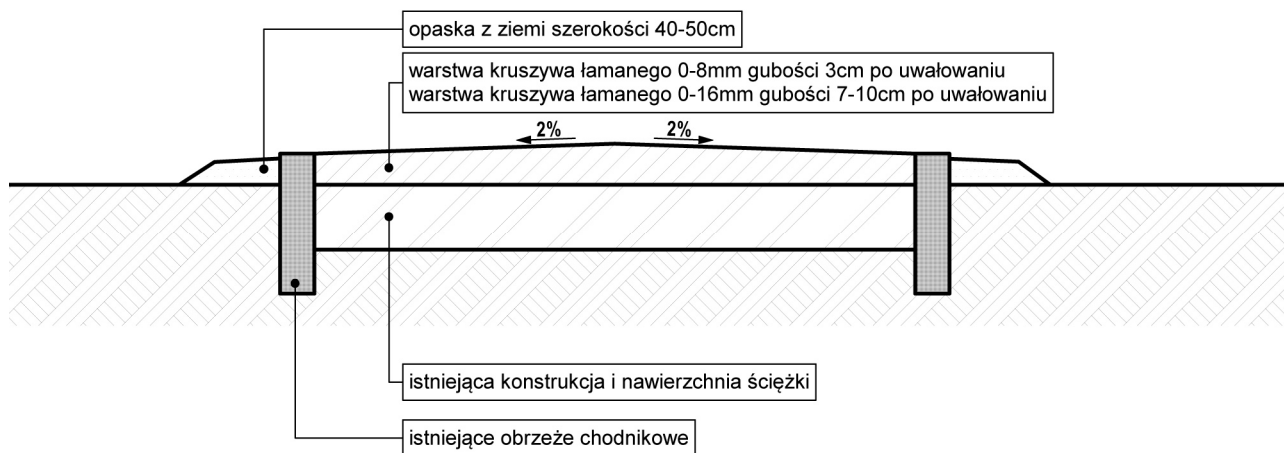 opaska z ziemi szerokości 40-50cm
warstwa kruszywa łamanego 0-8mm gubości 3cm po uwałowaniu
warstwa kruszywa łamanego 0-16mm gubości 7-10cm po uwałowaniu
2% 2%
istniejąca konstrukcja i nawierzchnia ściężki
istniejące obrzeże chodnikowe